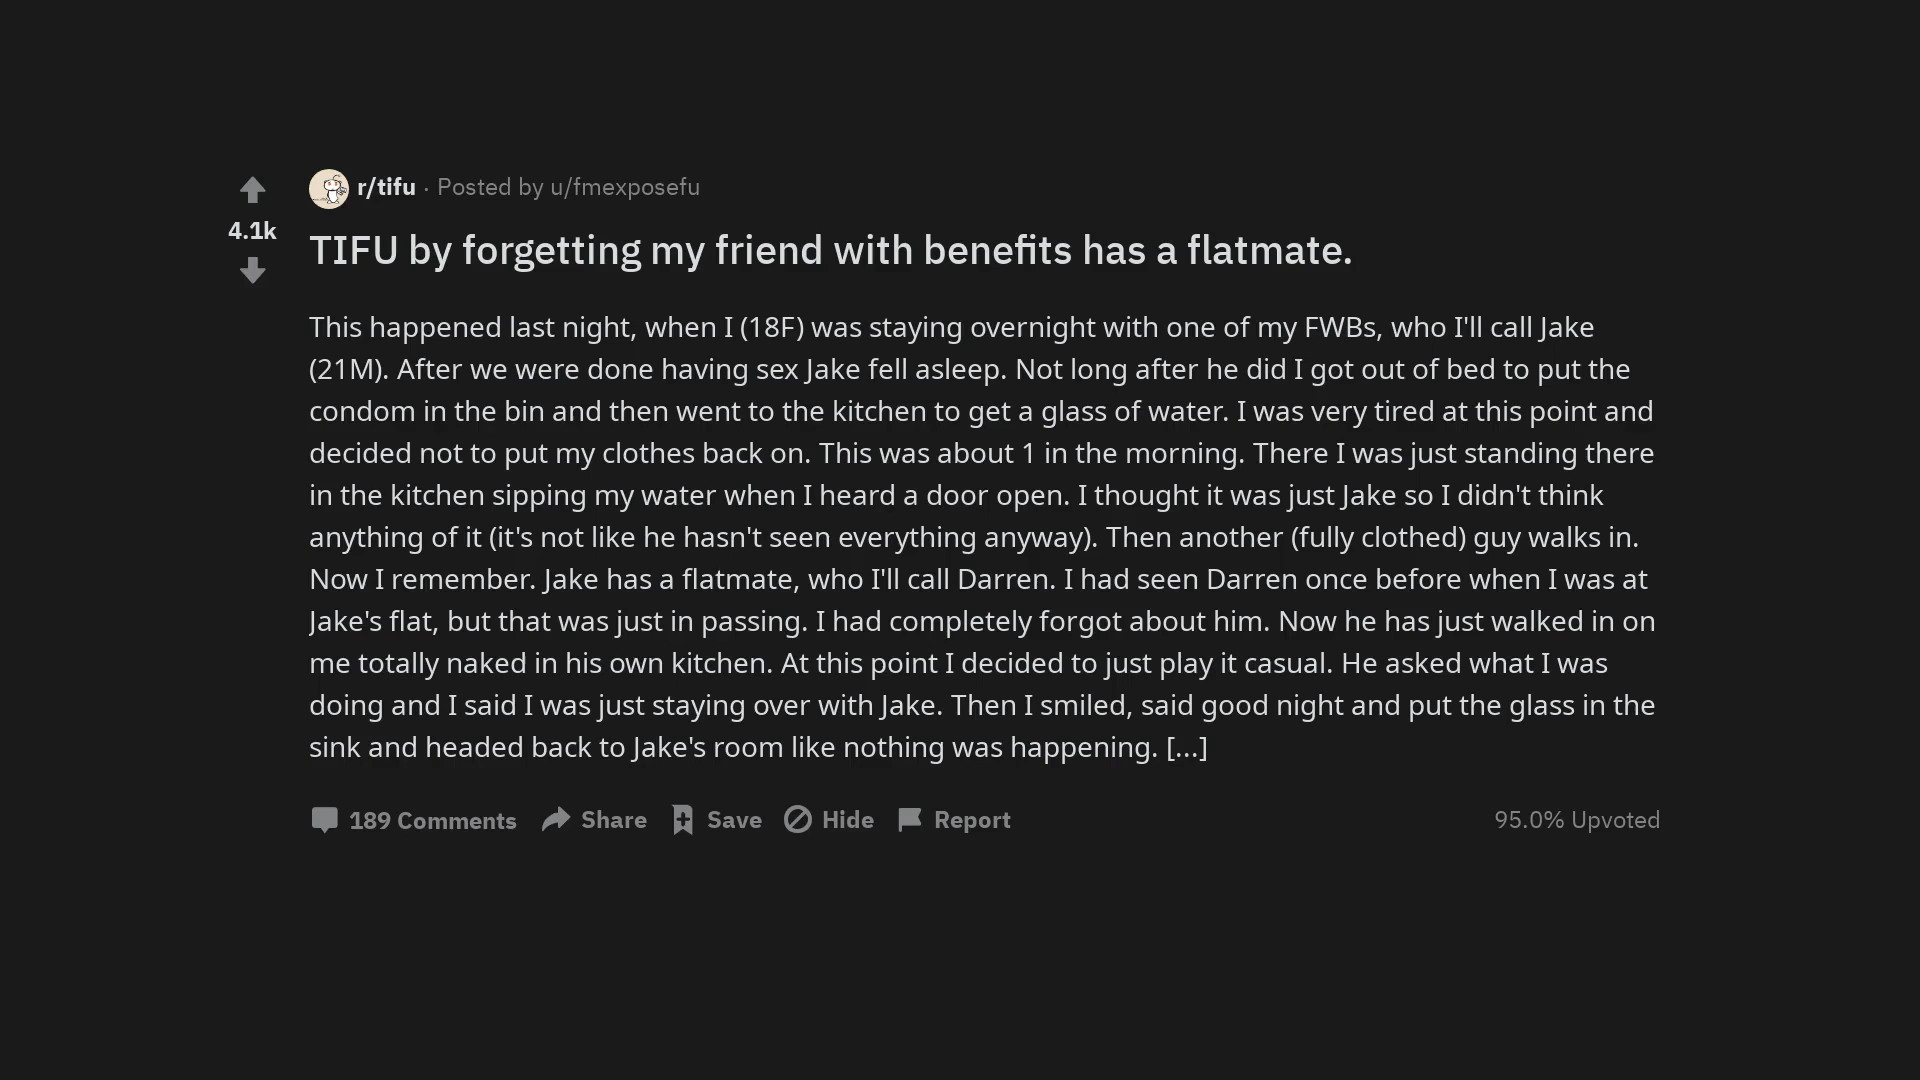 r/tifu · Posted by u/fmexposefu
4.1k
TIFU by forgetting my friend with benefits has a flatmate.
This happened last night, when I (18F) was staying overnight with one of my FWBs, who I'll call Jake
(21M). After we were done having sex Jake fell asleep. Not long after he did I got out of bed to put the
condom in the bin and then went to the kitchen to get a glass of water. I was very tired at this point and
decided not to put my clothes back on. This was about 1 in the morning. There I was just standing there
in the kitchen sipping my water when I heard a door open. I thought it was just Jake so I didn't think
anything of it (it's not like he hasn't seen everything anyway). Then another (fully clothed) guy walks in.
Now I remember. Jake has a flatmate, who I'll call Darren. I had seen Darren once before when I was at
Jake's flat, but that was just in passing. I had completely forgot about him. Now he has just walked in on
me totally naked in his own kitchen. At this point I decided to just play it casual. He asked what I was
doing and I said I was just staying over with Jake. Then I smiled, said good night and put the glass in the
sink and headed back to Jake's room like nothing was happening. [...]
189 Comments Share Save Hide Report 95.0% Upvoted